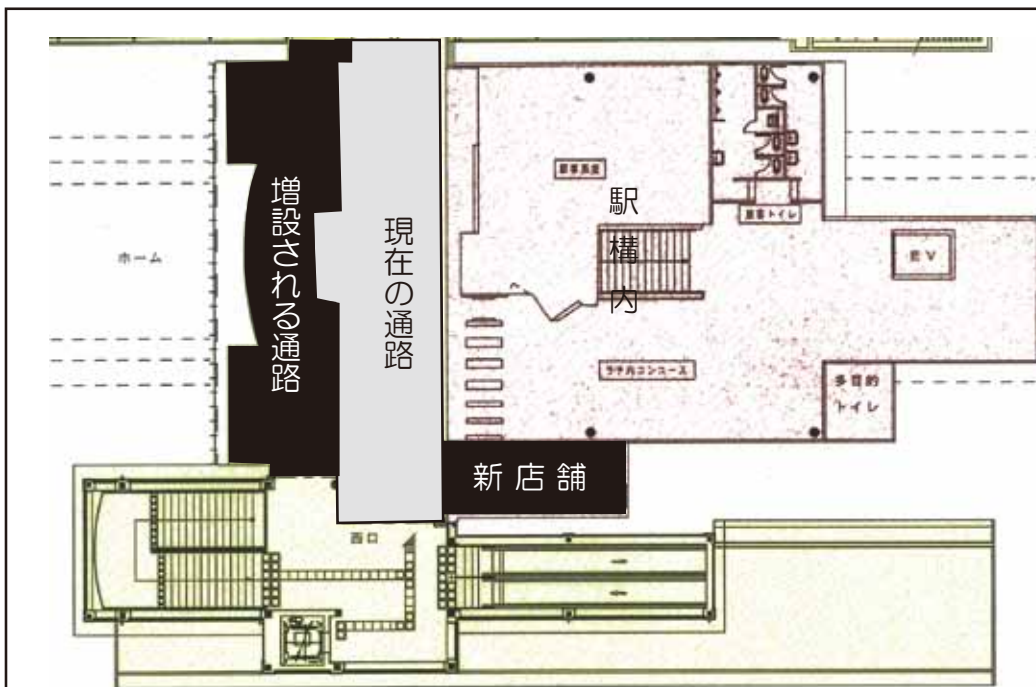 増設される通路
現在の通路
駅構内
駅事務室
旅客トイレ
EV
ホーム
ラチ内コンコース
多目的
トイレ
新店舗
西口